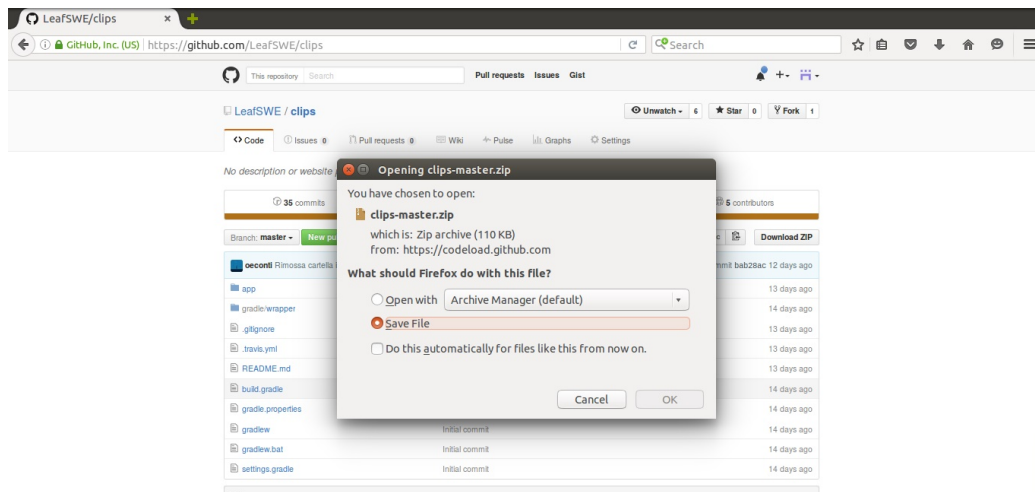 LeafSWE/clips
GitHub, Inc. (US) https://github.com/LeafSWE/clips Search
This repository Search Pull requests Issues Gist
LeafSWE / clips Unwatch 6 Star 0 Fork 1
Code Issues 0 Pull requests 0 Wiki Pulse Graphs Settings
No description or website
35 commits 5 contributors
Branch: master New pu Download ZIP
oeconti Rimossa cartella mmit bab28ac 12 days ago
app 13 days ago
gradle/wrapper 14 days ago
.gitignore 13 days ago
.travis.yml 13 days ago
README.md 13 days ago
build.gradle 14 days ago
gradle.properties 14 days ago
gradlew Initial commit 14 days ago
gradlew.bat Initial commit 14 days ago
settings.gradle Initial commit 14 days ago
Opening clips-master.zip
You have chosen to open:
clips-master.zip
which is: Zip archive (110 KB)
from: https://codeload.github.com
What should Firefox do with this file?
Open with Archive Manager (default)
Save File
Do this automatically for files like this from now on.
Cancel OK